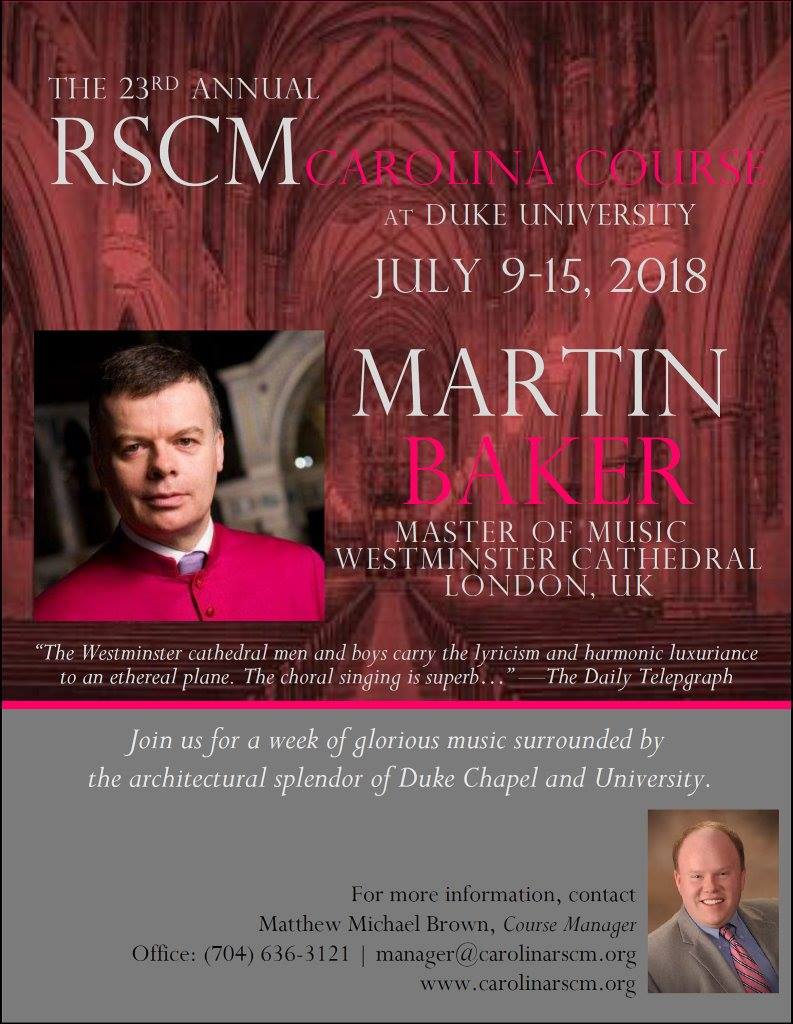 THE 23RD ANNUAL
RSCM CAROLINA COURSE
AT DUKE UNIVERSITY
JULY 9-15, 2018
MARTIN
BAKER
MASTER OF MUSIC
WESTMINSTER CATHEDRAL
LONDON, UK
“The Westminster cathedral men and boys carry the lyricism and harmonic luxuriance
to an ethereal plane. The choral singing is superb…” —The Daily Telepgraph
Join us for a week of glorious music surrounded by
the architectural splendor of Duke Chapel and University.
For more information, contact
Matthew Michael Brown, Course Manager
Office: (704) 636-3121 | manager@carolinarscm.org
www.carolinarscm.org